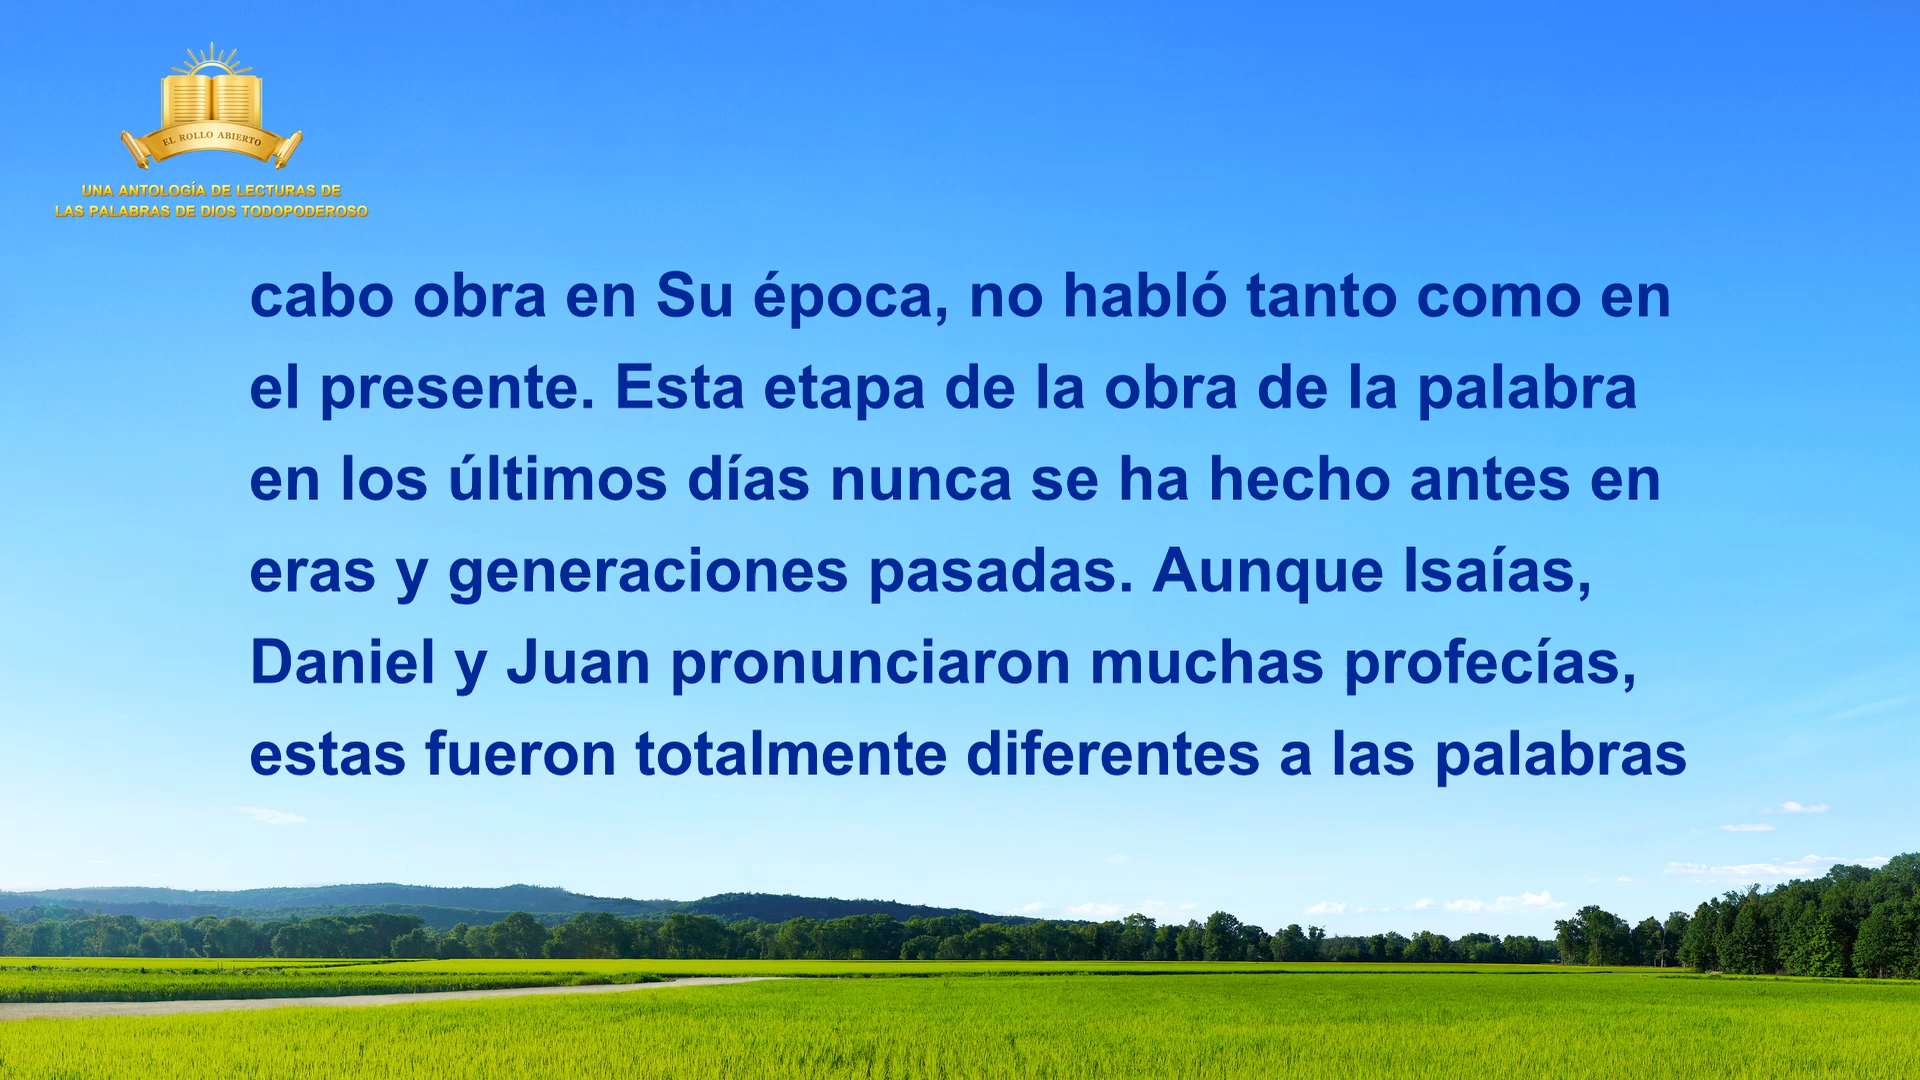 EL ROLLO ABIERTO
UNA ANTOLOGÍA DE LECTURAS DE
LAS PALABRAS DE DIOS TODOPODEROSO
cabo obra en Su época, no habló tanto como en
el presente. Esta etapa de la obra de la palabra
en los últimos días nunca se ha hecho antes en
eras y generaciones pasadas. Aunque Isaías,
Daniel y Juan pronunciaron muchas profecías,
estas fueron totalmente diferentes a las palabras